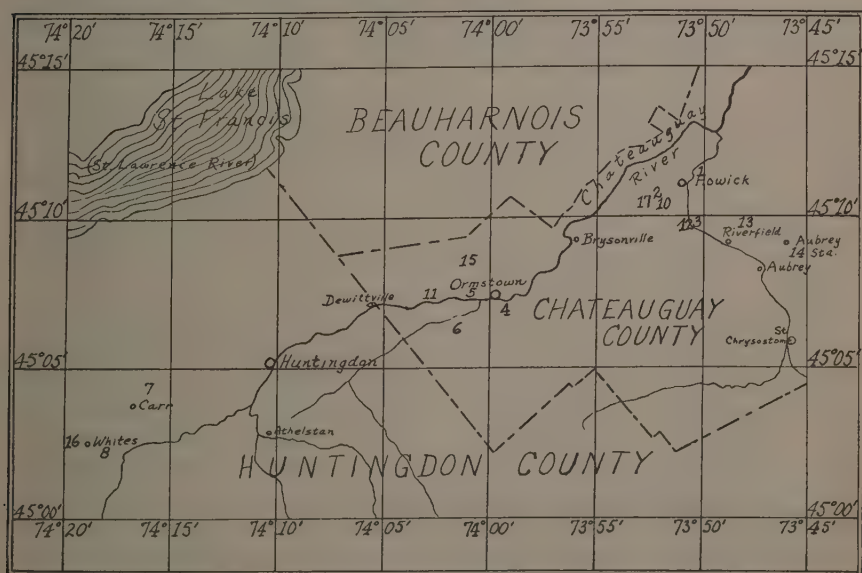 74°20' 74°15' 74°10' 74°05' 74°00' 73°55' 73°50' 73°45'
45°15' 45°15'
Lake
St Francis
(St. Lawrence River)
BEAUHARNOIS
COUNTY
Chateauguay
River
1
Howick
2
17 10
45°10' 45°10'
12 3
13
Riverfield
Brysonville
Aubrey
14 Sta.
Aubrey
15
Ormstown
Dewittville
11 5
4
6
CHATEAUGUAY
COUNTY
St
Chrysostom
45°05' 45°05'
Huntingdon
7
Carr
16 Whites
8
Athelstan
HUNTINGDON COUNTY
45°00' 45°00'
74°20' 74°15' 74°10' 74°05' 74°00' 73°55' 73°50' 73°45'